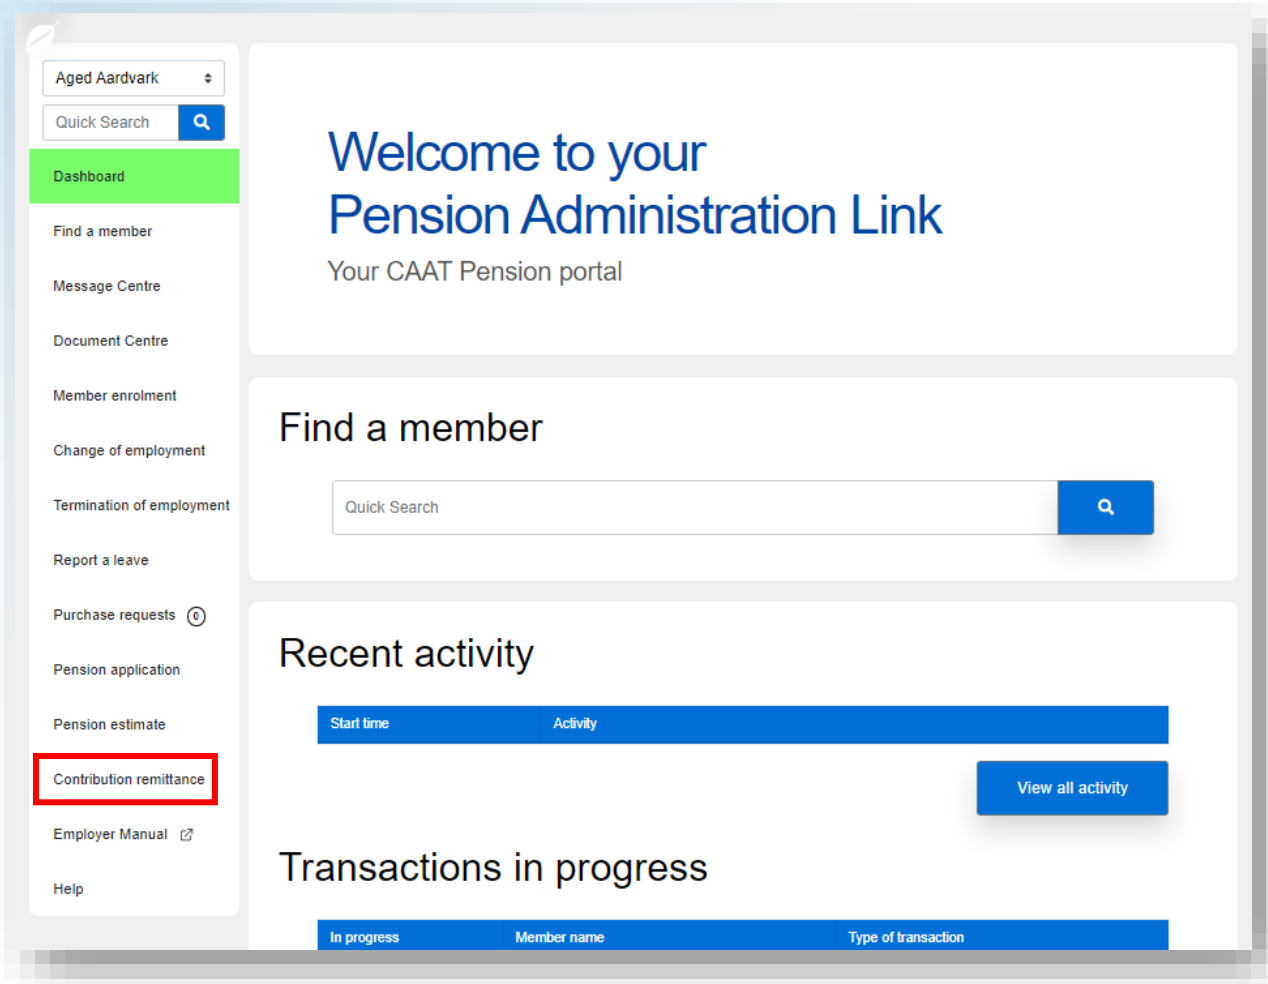 Aged Aardvark
Quick Search
Dashboard
Find a member
Message Centre
Document Centre
Member enrolment
Change of employment
Termination of employment
Report a leave
Purchase requests 0
Pension application
Pension estimate
Contribution remittance
Employer Manual
Help
Welcome to your
Pension Administration Link
Your CAAT Pension portal
Find a member
Quick Search
Recent activity
Start time Activity
View all activity
Transactions in progress
In progress Member name Type of transaction